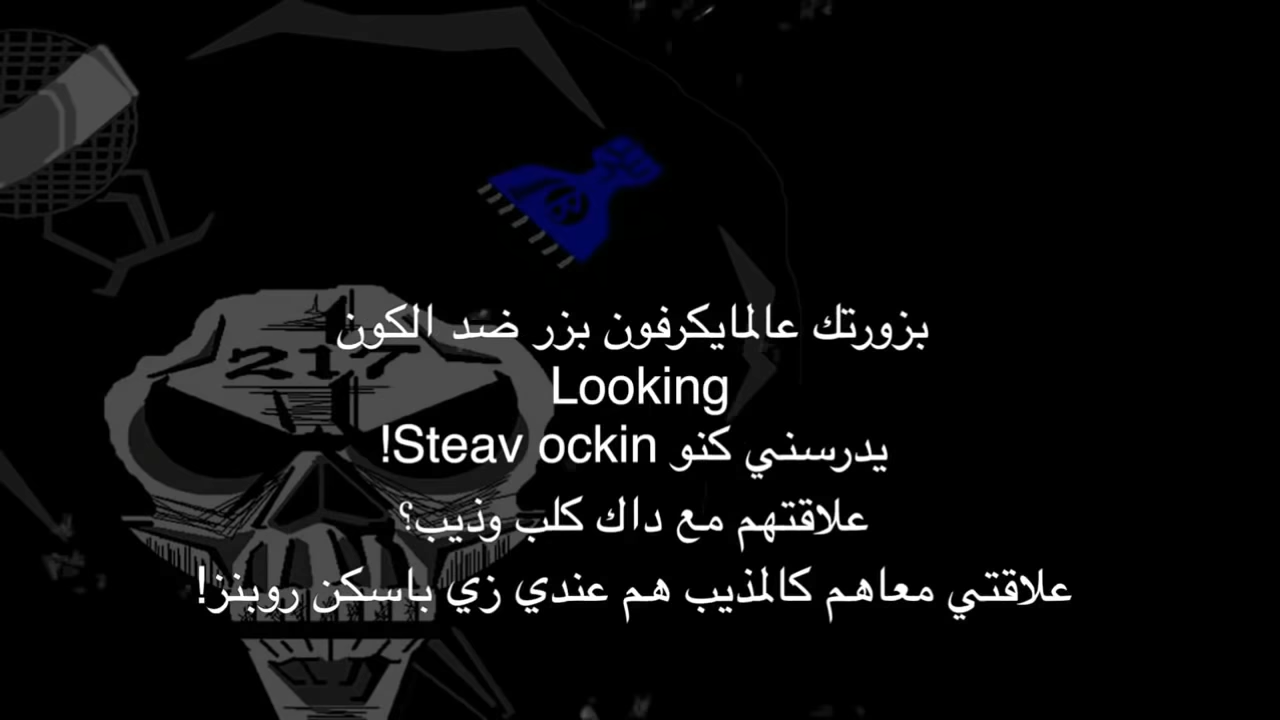 217
بزورتك عالمايكرفون بزر ضد الكون
Looking
يدرسني كنو Steav ockin!
علاقتهم مع داك كلب وذيب؟
علاقتي معاهم كالمذيب هم عندي زي باسكن روبنز!